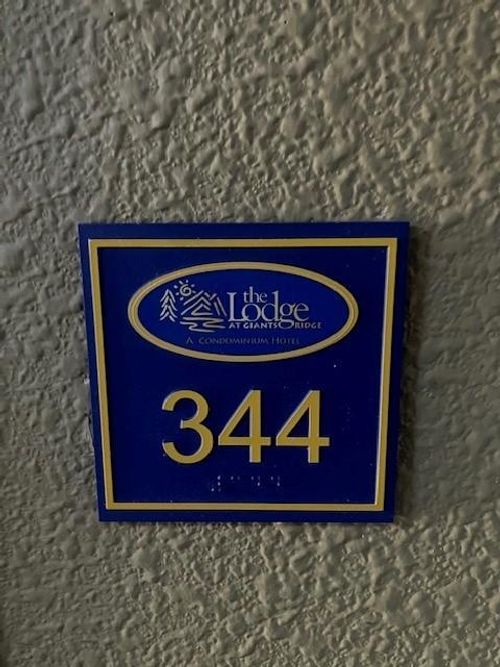 the
Lodge
AT GIANTS RIDGE
A CONDOMINIUM HOTEL
344
⠼⠉⠙⠙